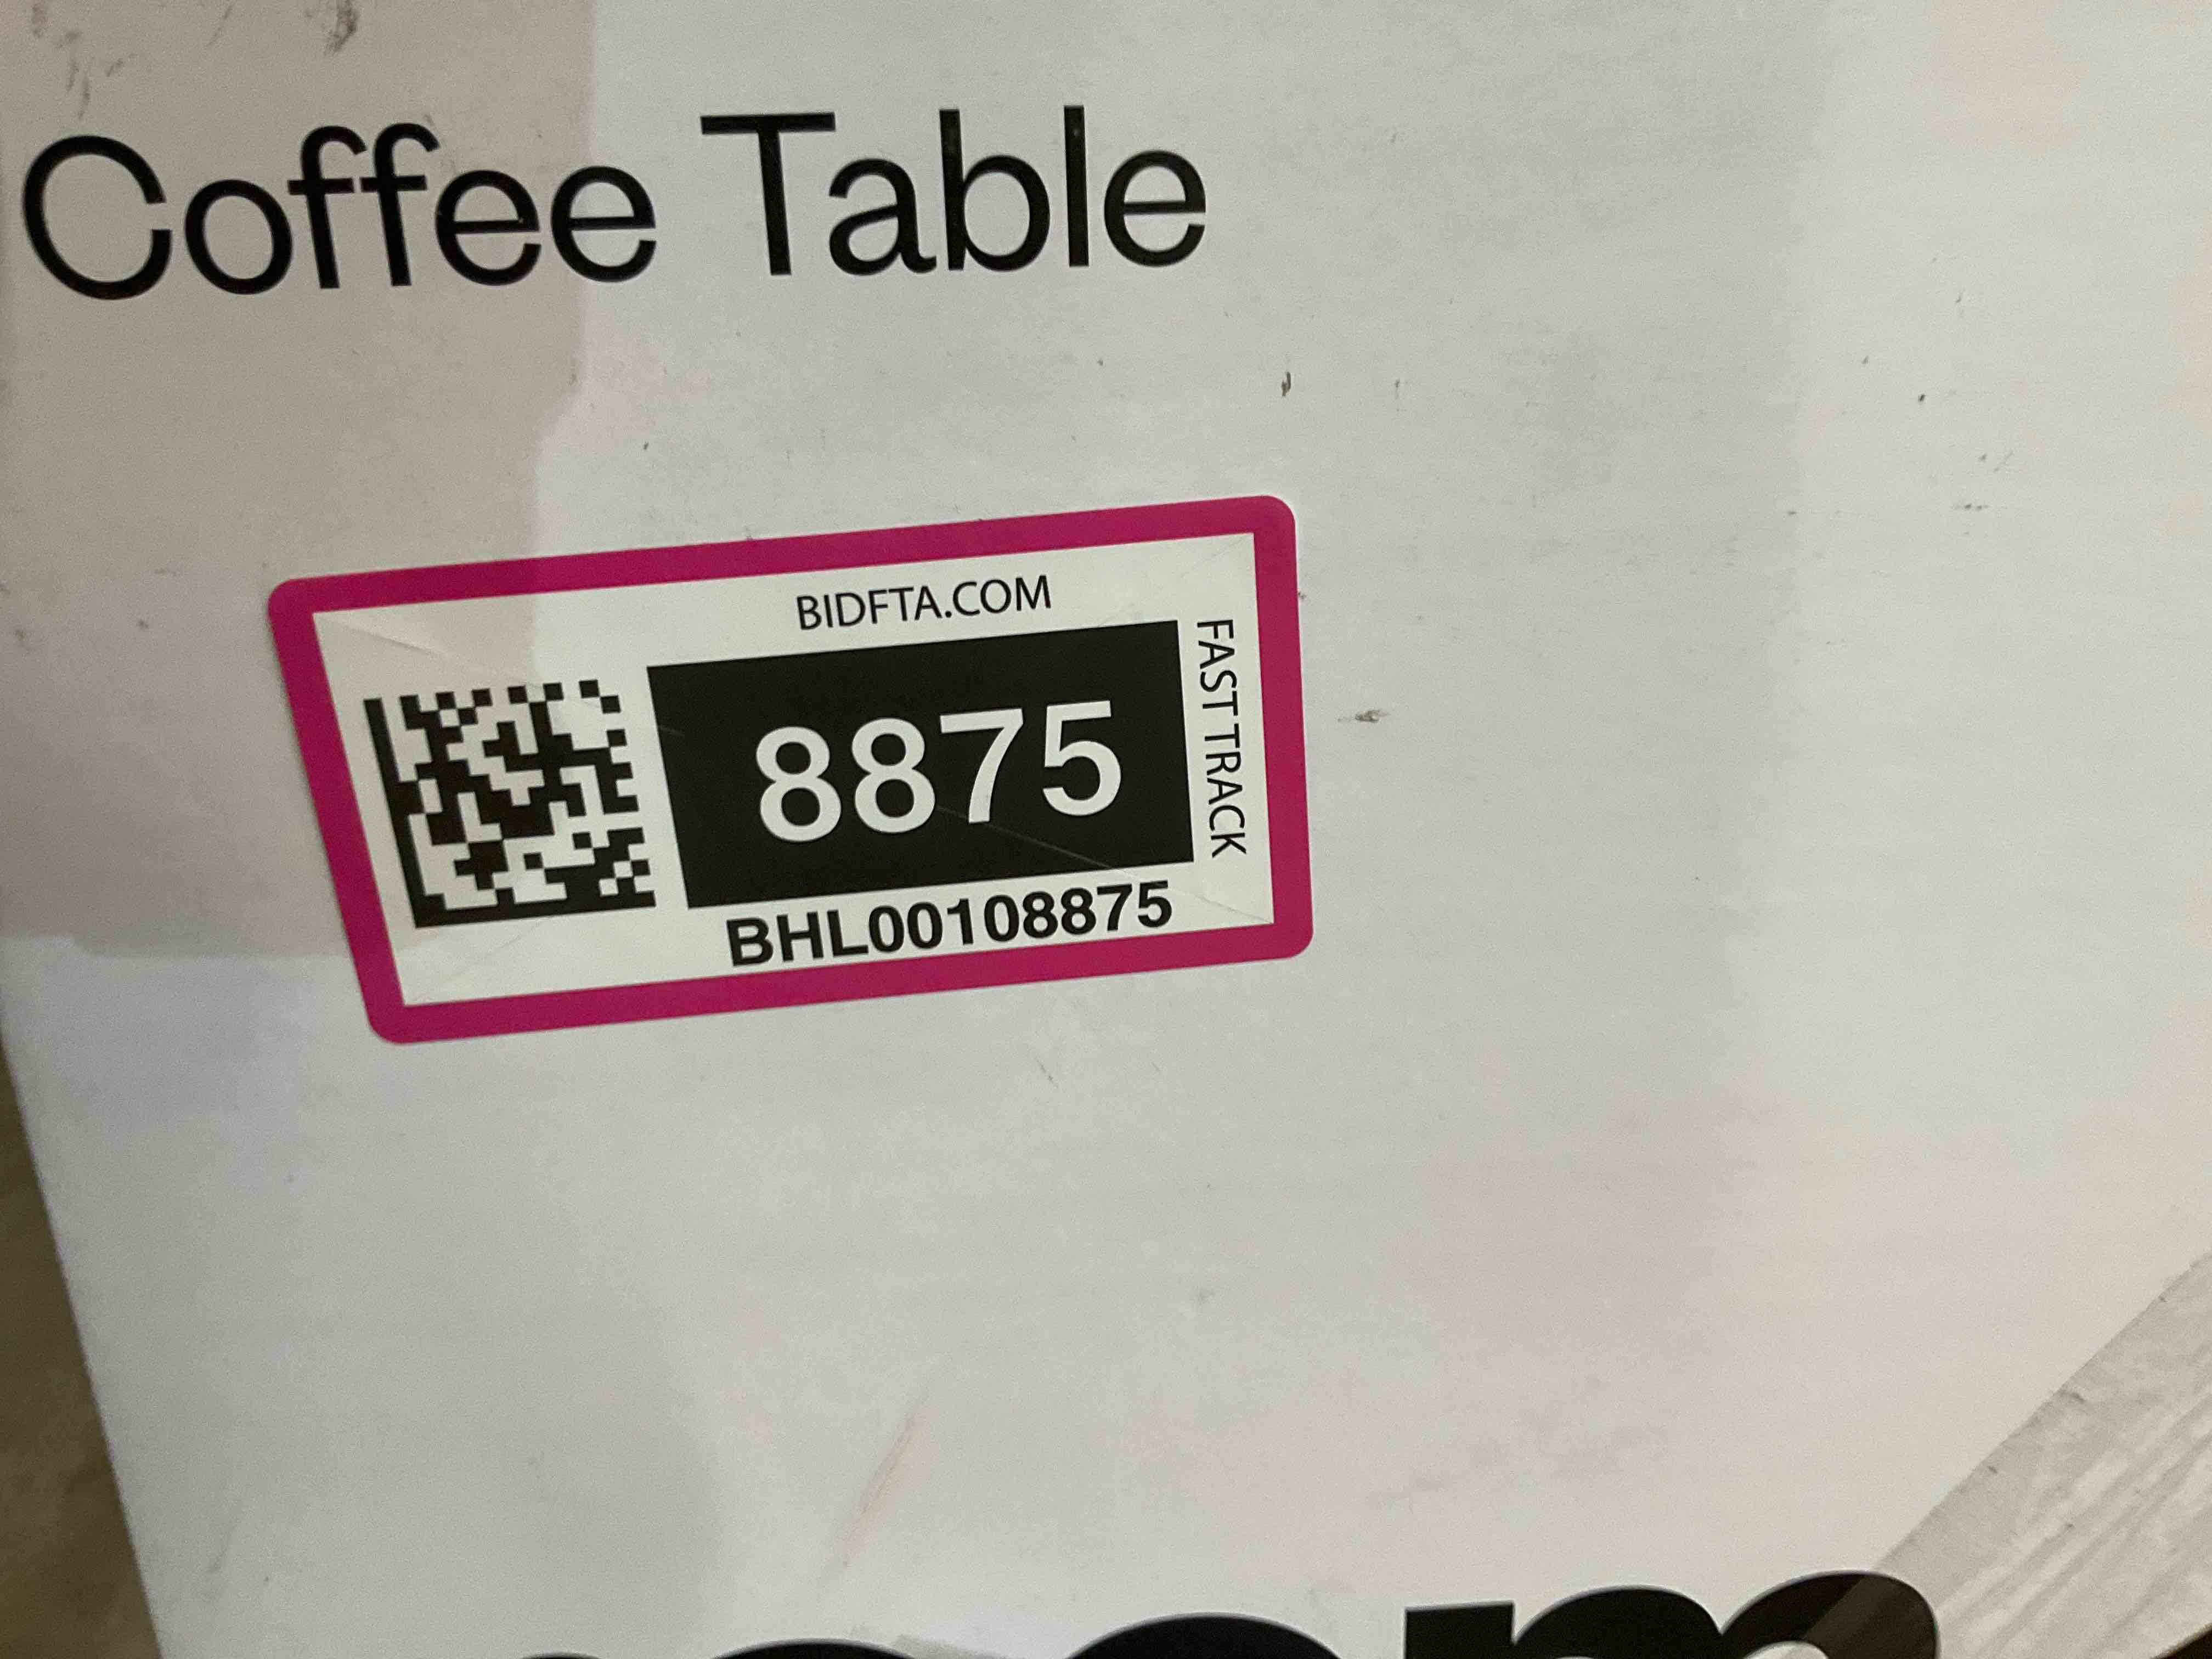 Coffee Table
BIDFTA.COM
8875
FAST TRACK
BHL00108875